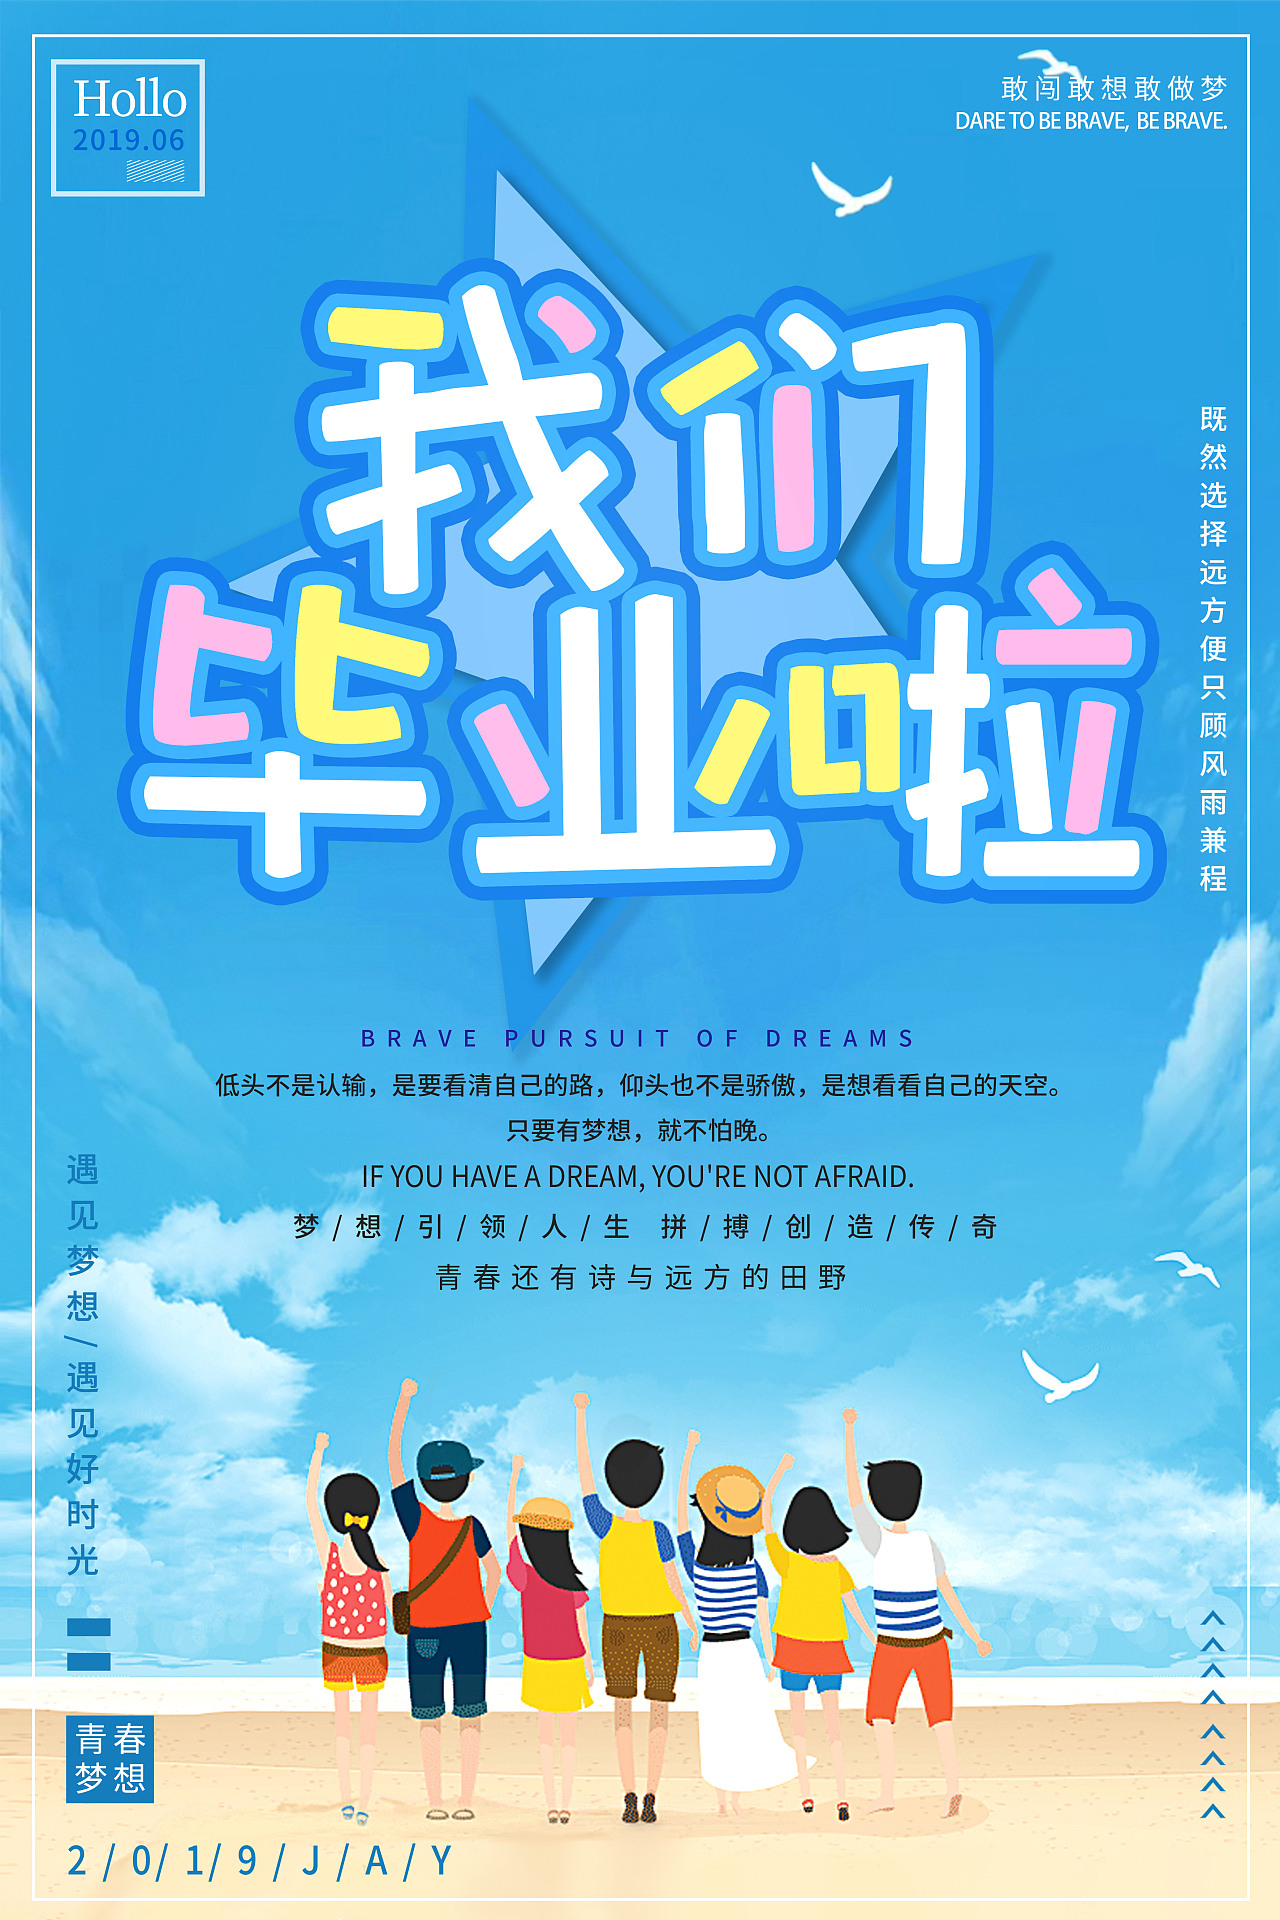 Hollo
2019.06
敢闯敢想敢做梦
DARE TO BE BRAVE, BE BRAVE.
我们
毕业啦
既然选择远方便只顾风雨兼程
BRAVE PURSUIT OF DREAMS
低头不是认输，是要看清自己的路，仰头也不是骄傲，是想看看自己的天空。
只要有梦想，就不怕晚。
IF YOU HAVE A DREAM, YOU'RE NOT AFRAID.
梦/想/引/领/人/生 拼/搏/创/造/传/奇
青春还有诗与远方的田野
遇见梦想/遇见好时光
青春
梦想
2/0/1/9/J/A/Y